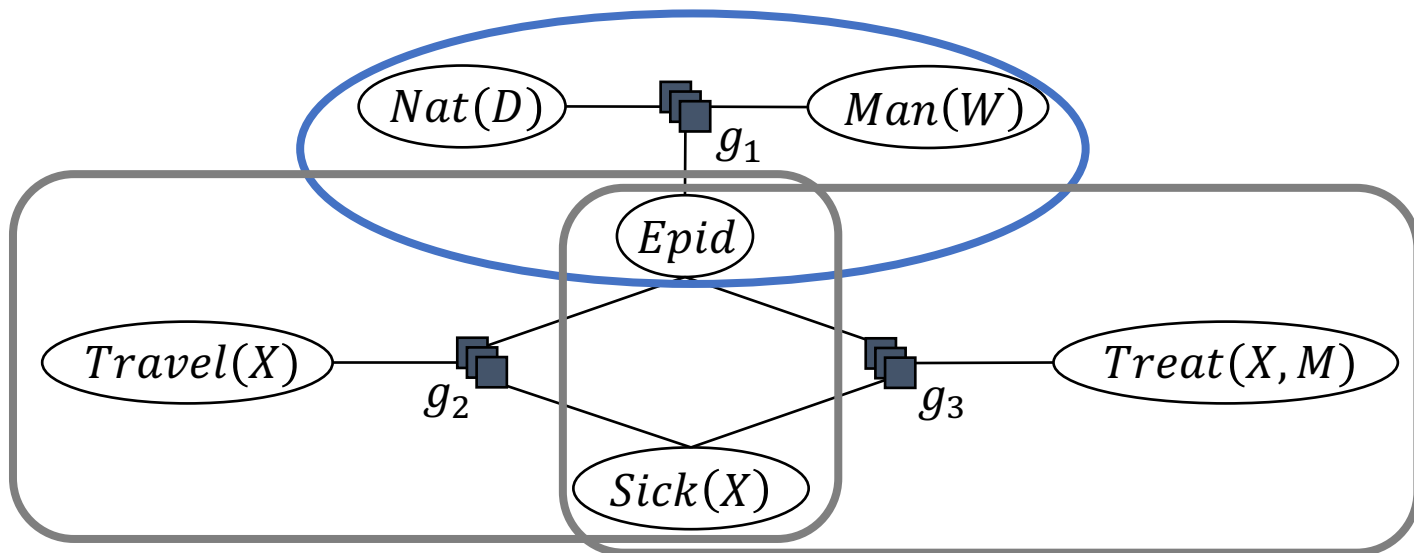 Nat(D)
Man(W)
g₁
Epid
Travel(X)
g₂
g₃
Treat(X, M)
Sick(X)